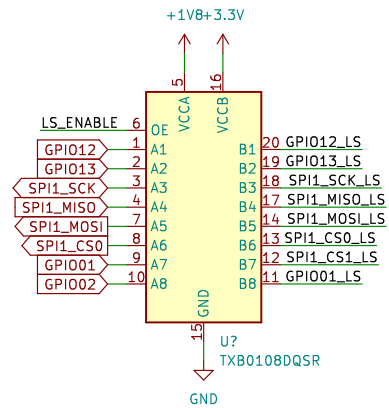 +1V8+3.3V
5 VCCA
16 VCCB
LS_ENABLE 6 OE
GPIO12 1 A1 B1 20 GPIO12_LS
GPIO13 2 A2 B2 19 GPIO13_LS
SPI1_SCK 3 A3 B3 18 SPI1_SCK_LS
SPI1_MISO 4 A4 B4 17 SPI1_MISO_LS
SPI1_MOSI 7 A5 B5 14 SPI1_MOSI_LS
SPI1_CS0 8 A6 B6 13 SPI1_CS0_LS
GPIO01 9 A7 B7 12 SPI1_CS1_LS
GPIO02 10 A8 B8 11 GPIO01_LS
GND
15
U?
TXB0108DQSR
GND